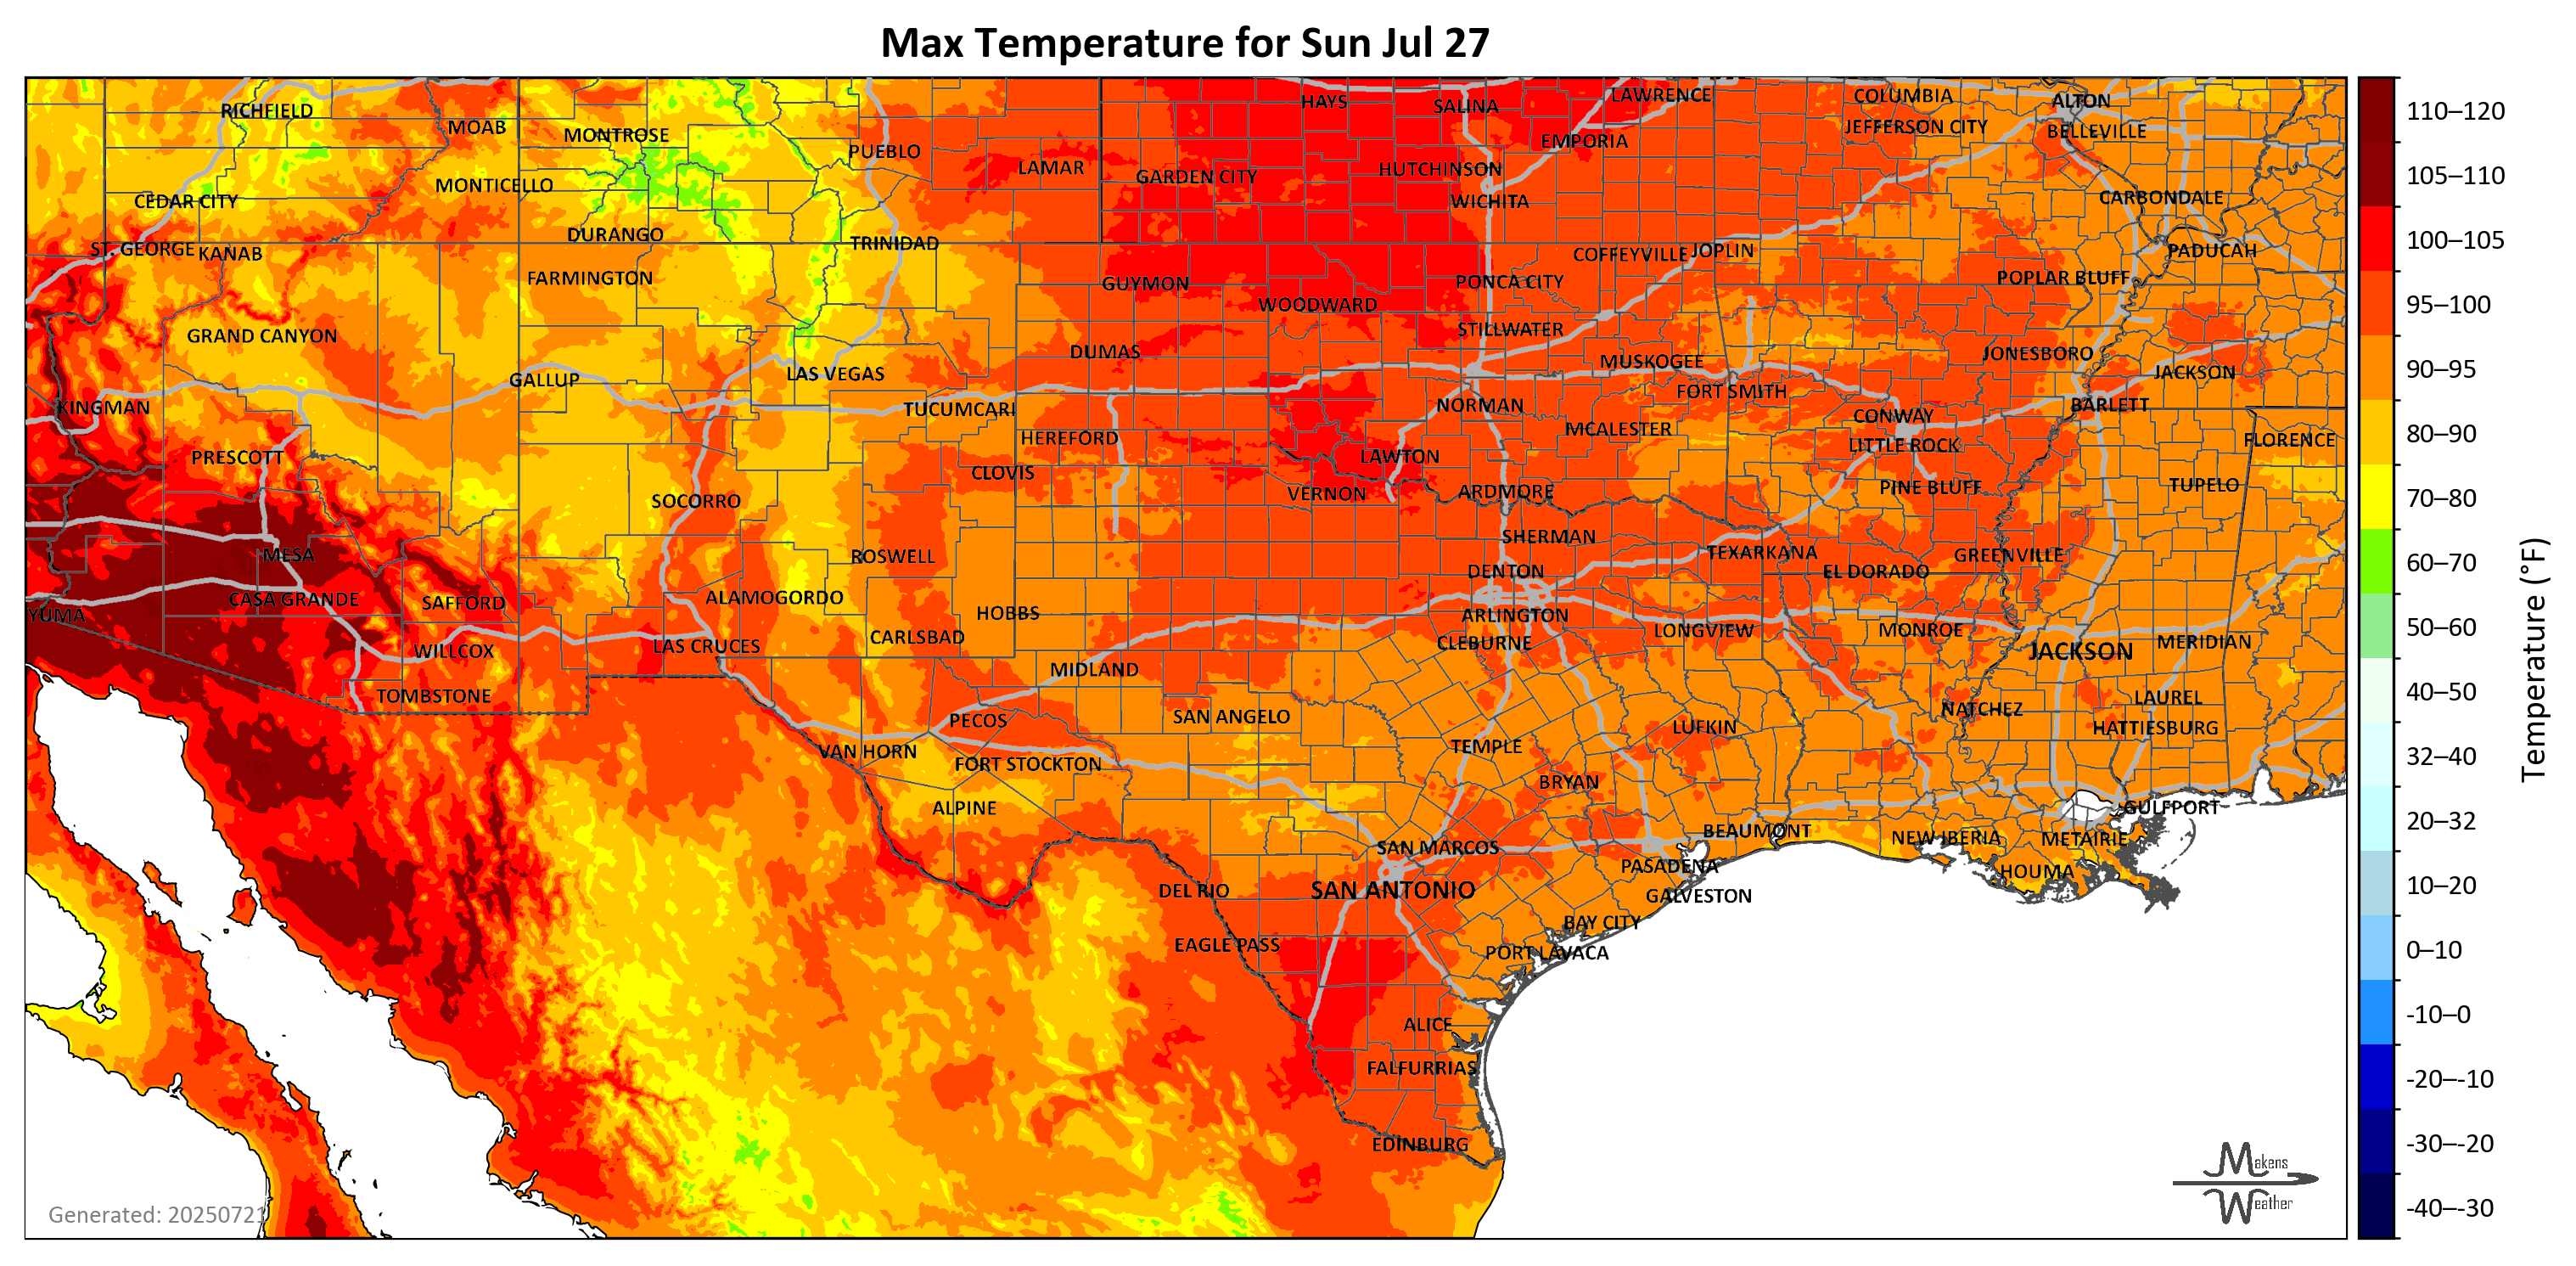 Max Temperature for Sun Jul 27
RICHFIELD
MOAB
MONTROSE
PUEBLO
LAMAR
HAYS
SALINA
LAWRENCE
COLUMBIA
ALTON
EMPORIA
JEFFERSON CITY
BELLEVILLE
CEDAR CITY
MONTICELLO
GARDEN CITY
HUTCHINSON
WICHITA
CARBONDALE
ST. GEORGE
KANAB
DURANGO
TRINIDAD
COFFEYVILLE
JOPLIN
PADUCAH
FARMINGTON
GUYMON
WOODWARD
PONCA CITY
POPLAR BLUFF
GRAND CANYON
DUMAS
STILLWATER
MUSKOGEE
JONESBORO
GALLUP
LAS VEGAS
FORT SMITH
JACKSON
KINGMAN
TUCUMCARI
NORMAN
CONWAY
BARLETT
PRESCOTT
HEREFORD
MCALESTER
LITTLE ROCK
FLORENCE
CLOVIS
LAWTON
SOCORRO
VERNON
ARDMORE
PINE BLUFF
TUPELO
MESA
ROSWELL
SHERMAN
TEXARKANA
GREENVILLE
DENTON
EL DORADO
YUMA
CASA GRANDE
SAFFORD
ALAMOGORDO
HOBBS
ARLINGTON
WILLCOX
LAS CRUCES
CARLSBAD
CLEBURNE
LONGVIEW
MONROE
JACKSON
MERIDIAN
TOMBSTONE
MIDLAND
PECOS
SAN ANGELO
LUFKIN
NATCHEZ
LAUREL
HATTIESBURG
VAN HORN
FORT STOCKTON
TEMPLE
BRYAN
ALPINE
GULFPORT
SAN MARCOS
BEAUMONT
NEW IBERIA
METAIRIE
DEL RIO
SAN ANTONIO
PASADENA
HOUMA
GALVESTON
EAGLE PASS
BAY CITY
PORT LAVACA
ALICE
FALFURRIAS
EDINBURG
Generated: 20250721
Makens
Weather
110–120
105–110
100–105
95–100
90–95
80–90
70–80
60–70
50–60
40–50
32–40
20–32
10–20
0–10
-10–0
-20–-10
-30–-20
-40–-30
Temperature (°F)